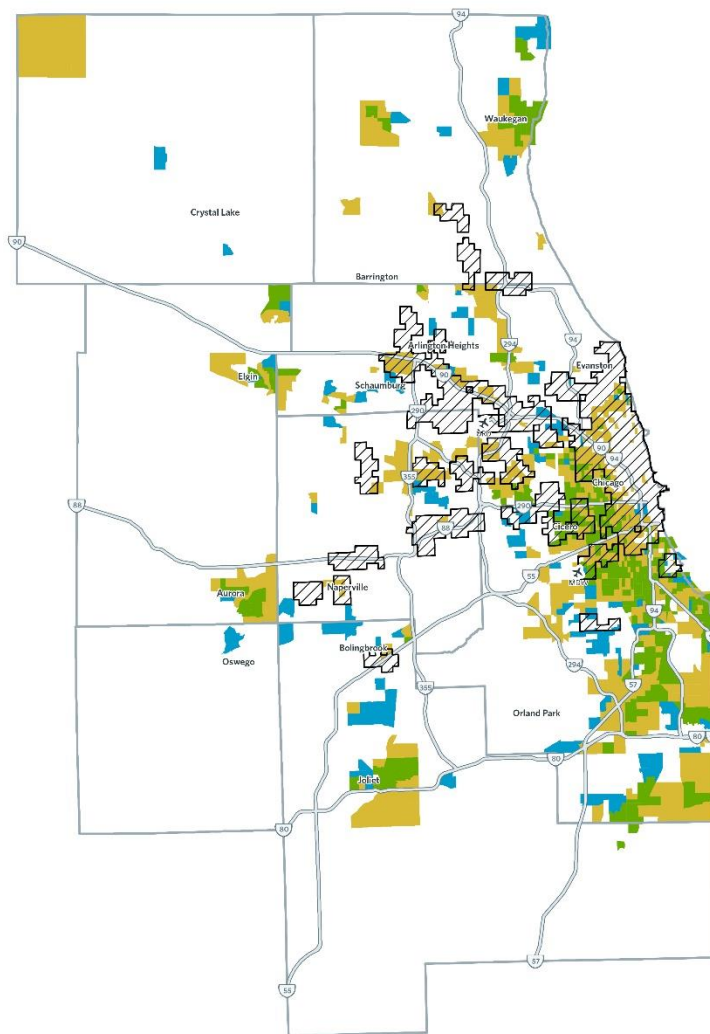 94
Waukegan
Crystal Lake
90
Barrington
94
Arlington Heights
294
Evanston
90
Elgin
Schaumburg
290
ORD
90
94
355
Chicago
88
290
Cicero
88
55
MDW
Aurora
Naperville
94
Oswego
Bolingbrook
294
57
355
Orland Park
80
80
Joliet
80
57
55